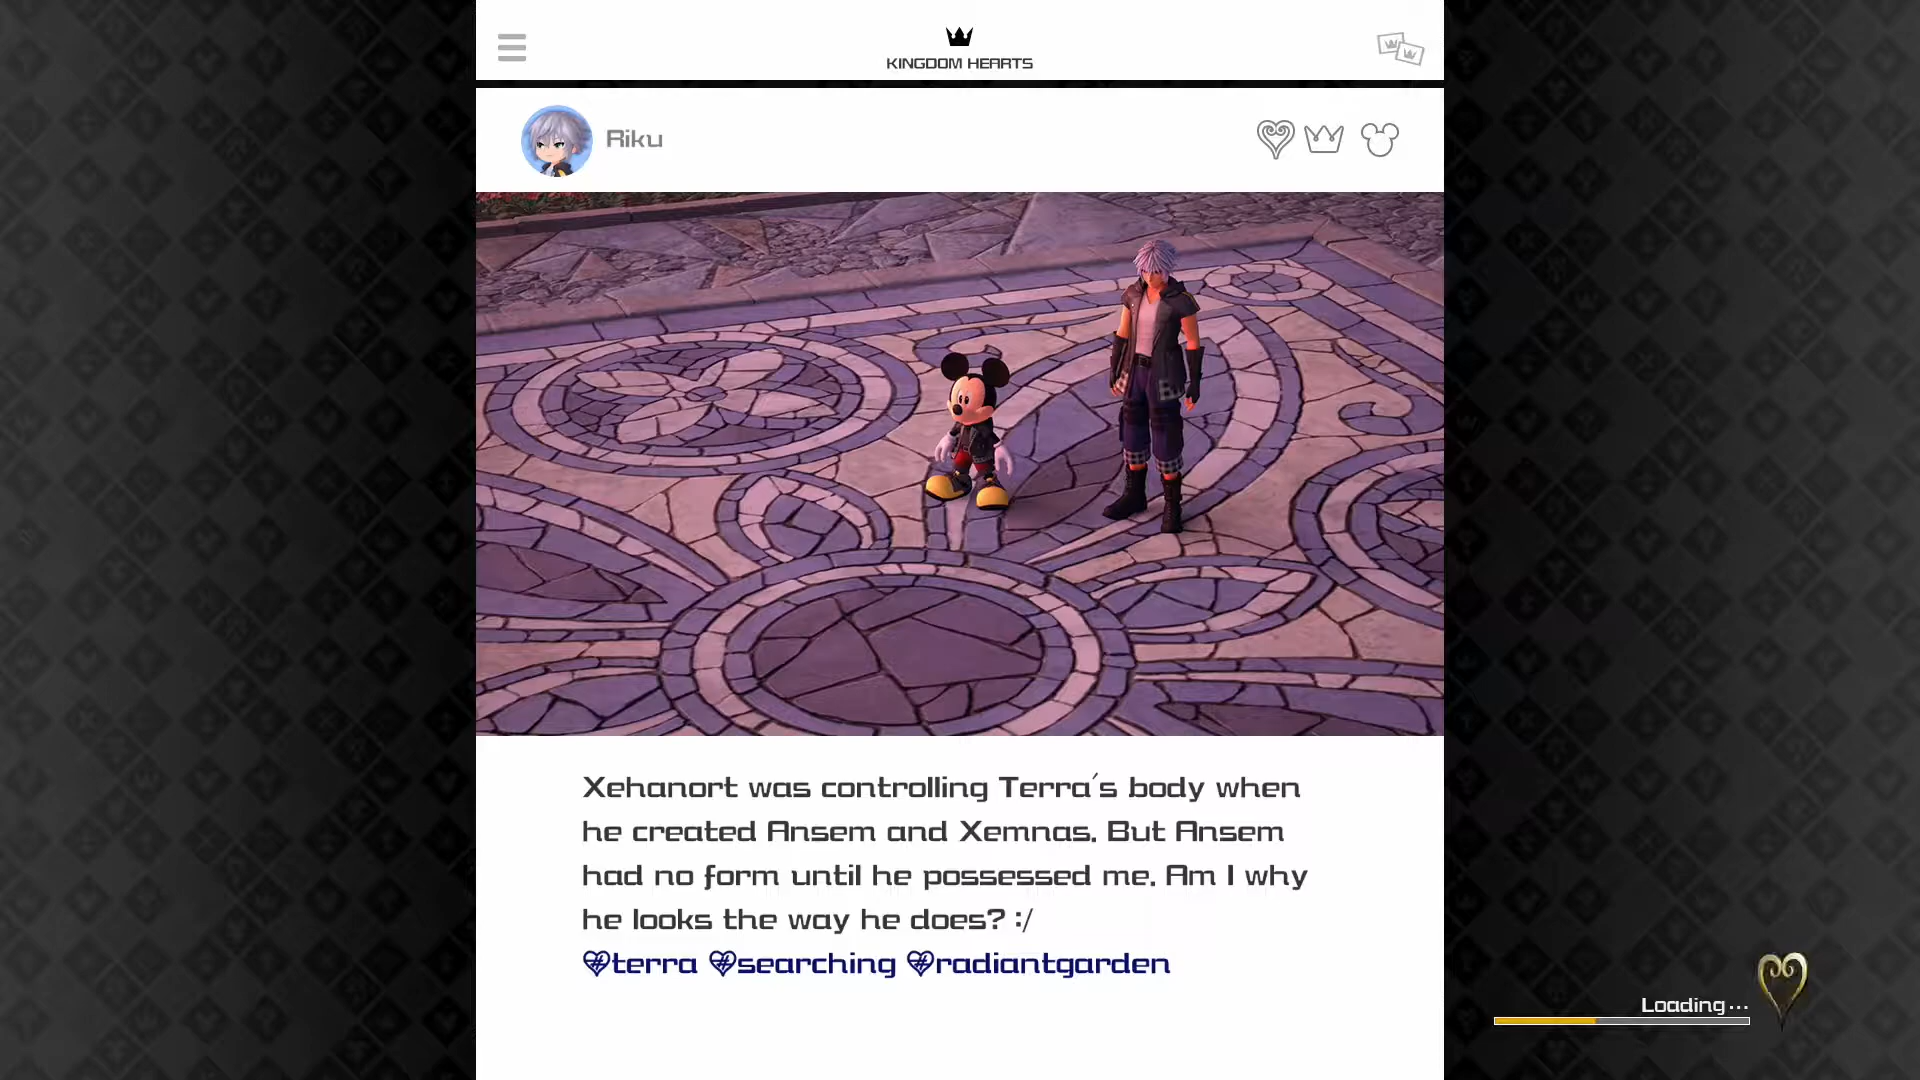 KINGDOM HEARTS
Riku
Xehanort was controlling Terra's body when
he created Ansem and Xemnas. But Ansem
had no form until he possessed me. Am I why
he looks the way he does? :/
#terra #searching #radiantgarden
Loading...